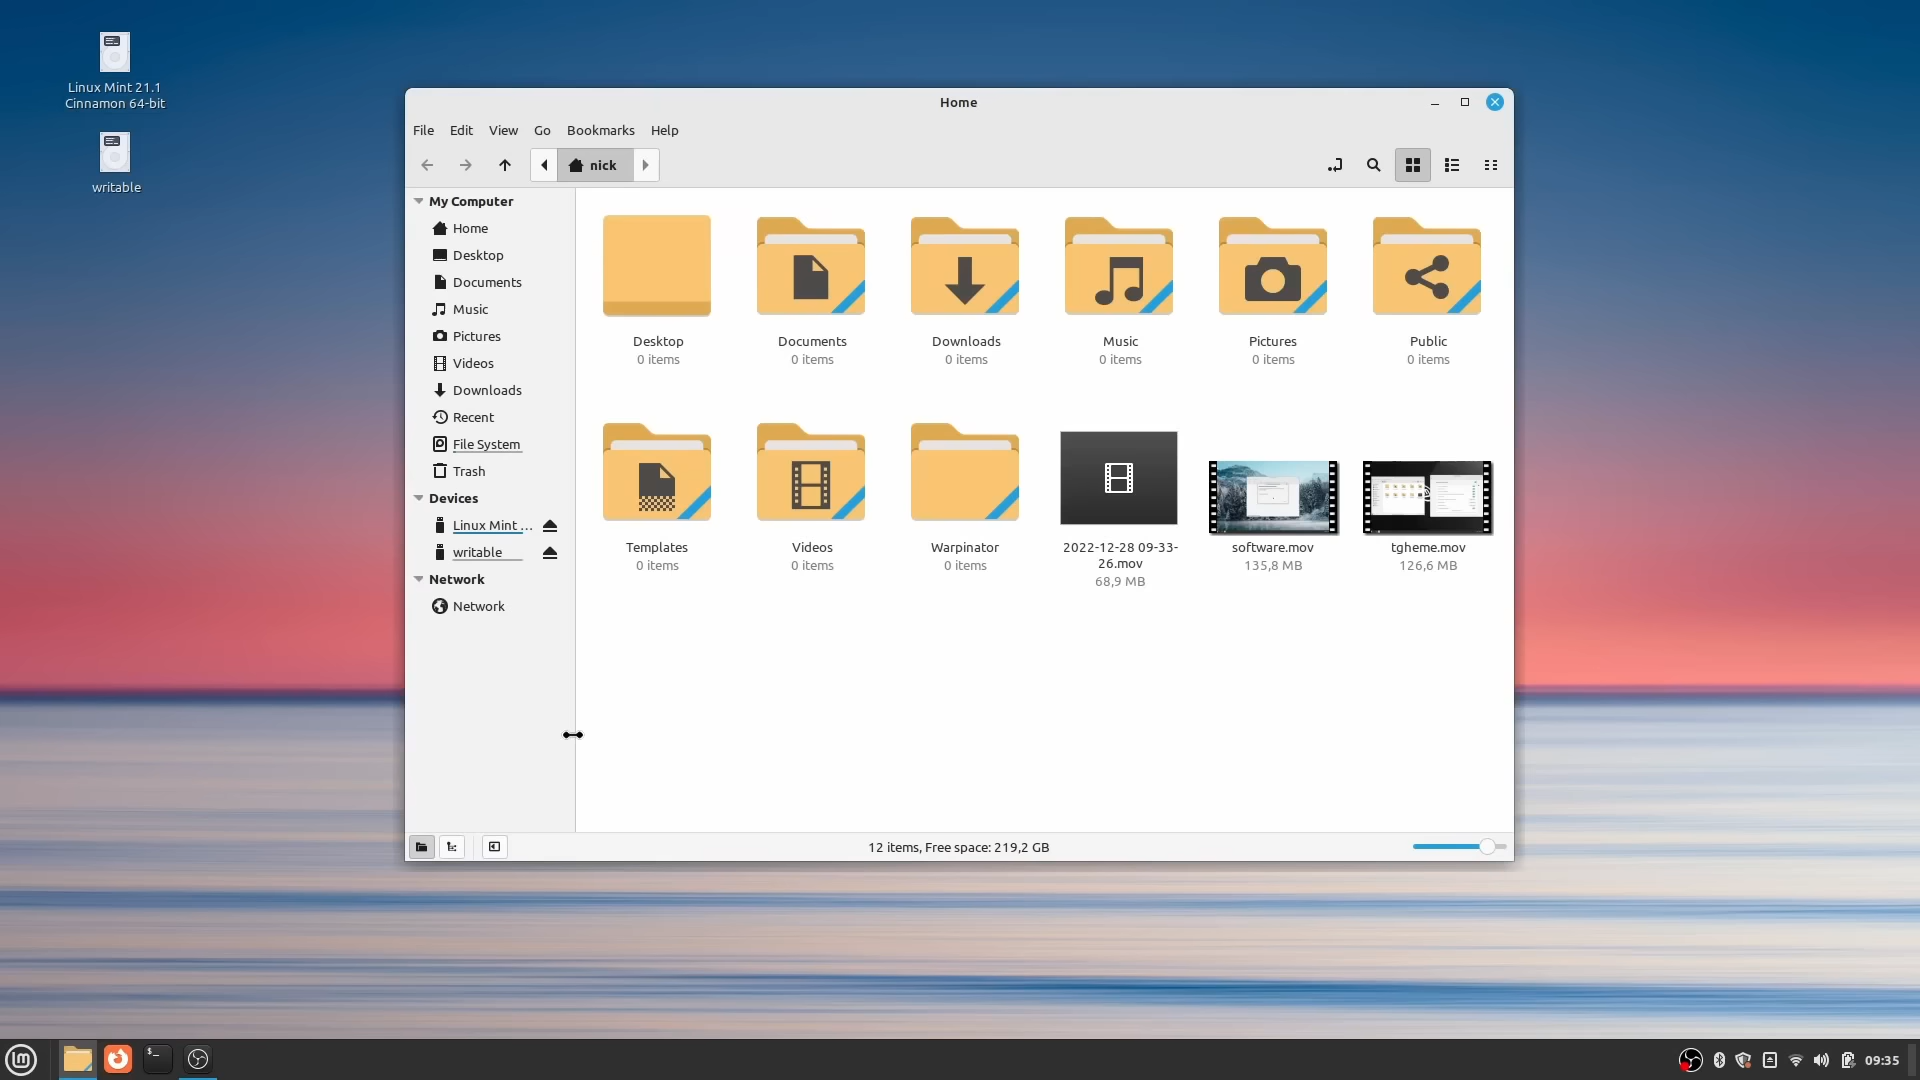 Linux Mint 21.1
Cinnamon 64-bit
writable
Home
File Edit View Go Bookmarks Help
nick
My Computer
Home
Desktop
Documents
Music
Pictures
Videos
Downloads
Recent
File System
Trash
Devices
Linux Mint ...
writable
Network
Network
Desktop
0 items
Documents
0 items
Downloads
0 items
Music
0 items
Pictures
0 items
Public
0 items
Templates
0 items
Videos
0 items
Warpinator
0 items
2022-12-28 09-33-
26.mov
68,9 MB
software.mov
135,8 MB
tgheme.mov
126,6 MB
12 items, Free space: 219,2 GB
$_
09:35